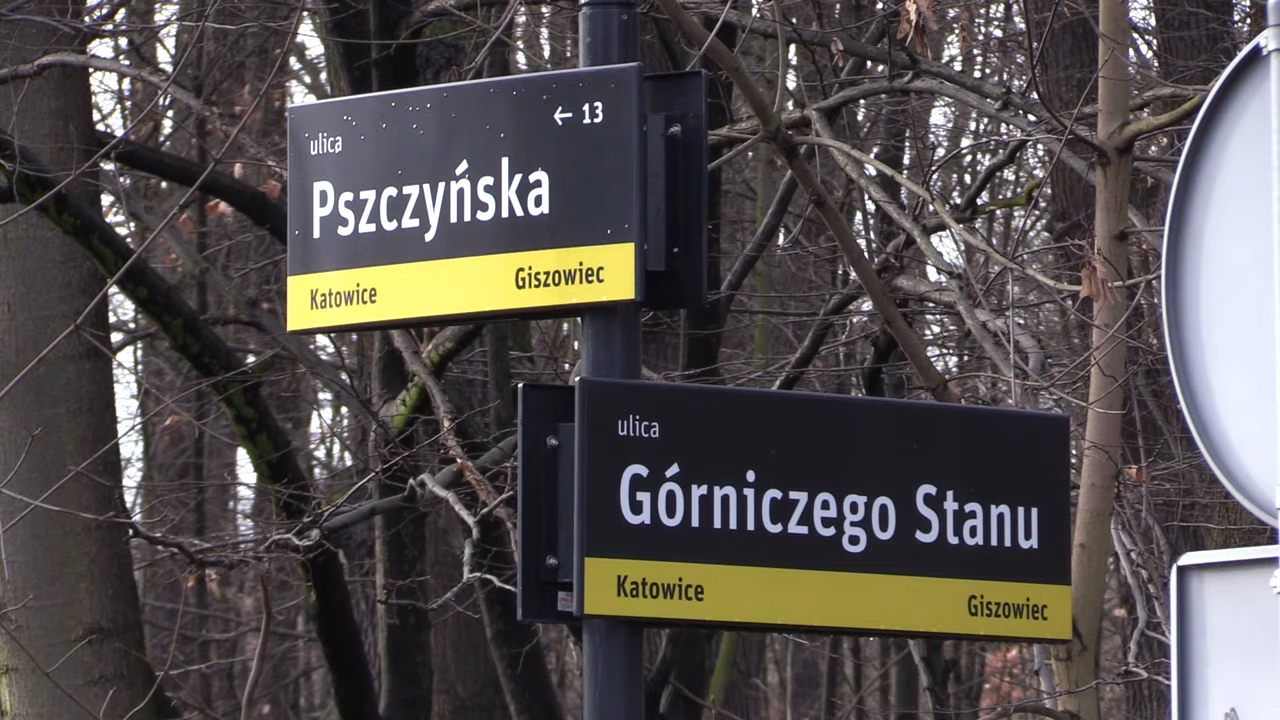 ← 13
ulica
Pszczyńska
Katowice Giszowiec
ulica
Górniczego Stanu
Katowice Giszowiec